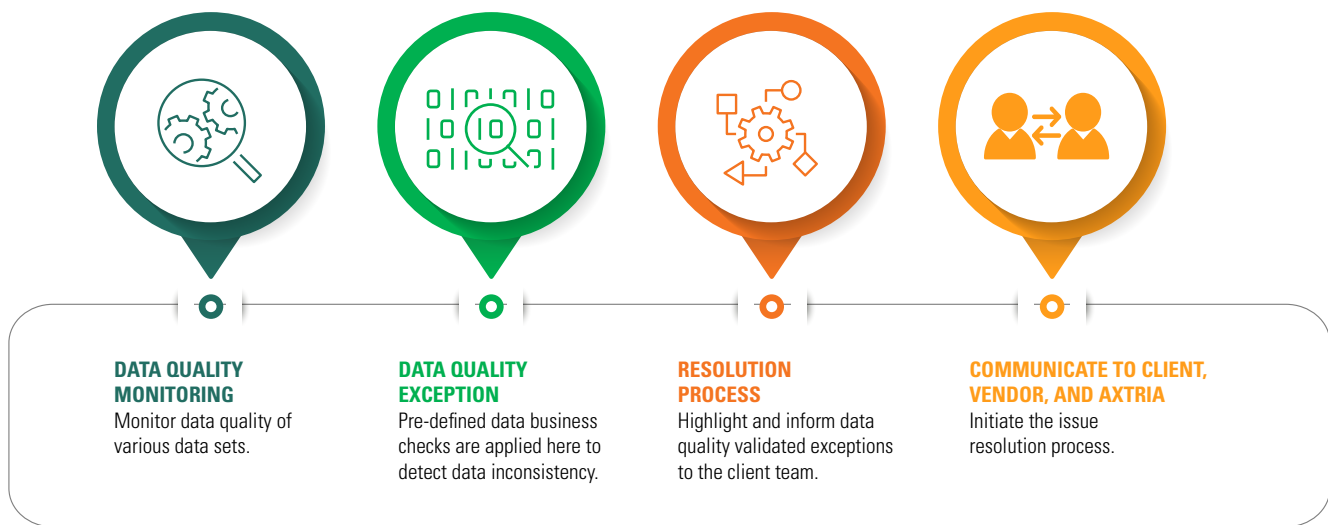 DATA QUALITY
MONITORING
Monitor data quality of
various data sets.
DATA QUALITY
EXCEPTION
Pre-defined data business
checks are applied here to
detect data inconsistency.
RESOLUTION
PROCESS
Highlight and inform data
quality validated exceptions
to the client team.
COMMUNICATE TO CLIENT,
VENDOR, AND AXTRIA
Initiate the issue
resolution process.